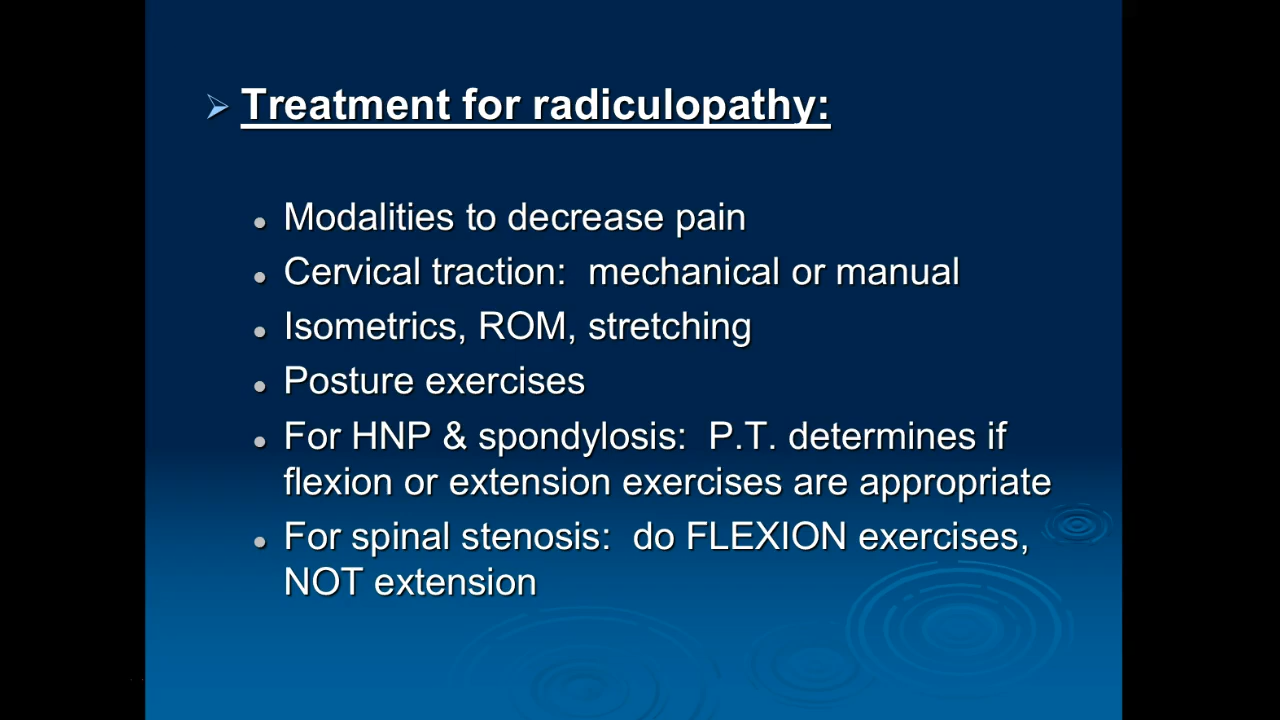 Treatment for radiculopathy:
Modalities to decrease pain
Cervical traction:  mechanical or manual
Isometrics, ROM, stretching
Posture exercises
For HNP & spondylosis:  P.T. determines if
flexion or extension exercises are appropriate
For spinal stenosis:  do FLEXION exercises,
NOT extension